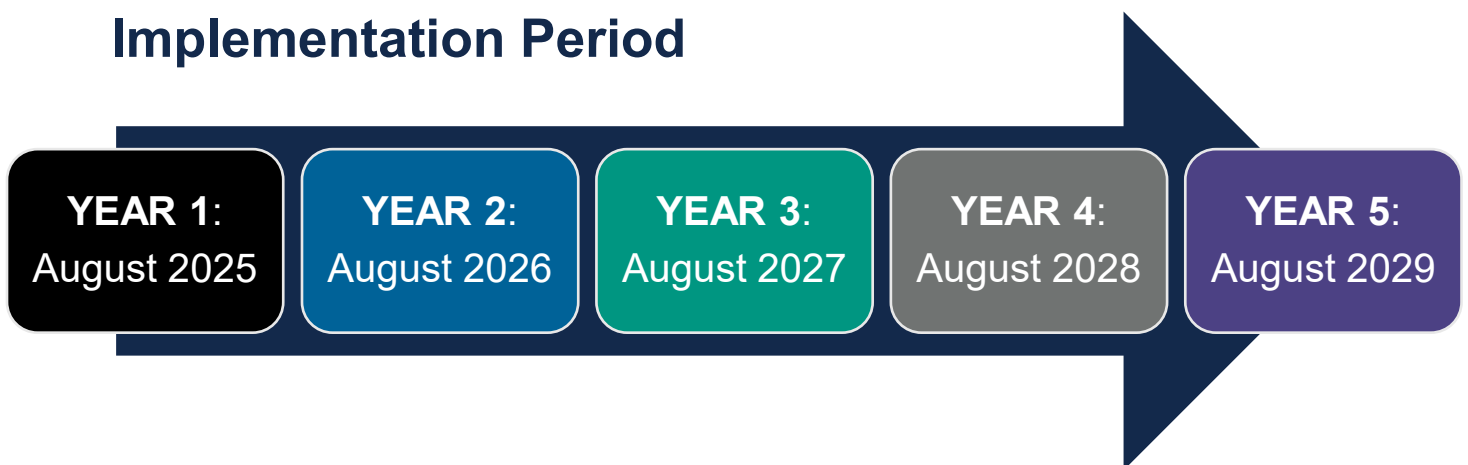 Implementation Period
YEAR 1:
August 2025
YEAR 2:
August 2026
YEAR 3:
August 2027
YEAR 4:
August 2028
YEAR 5:
August 2029